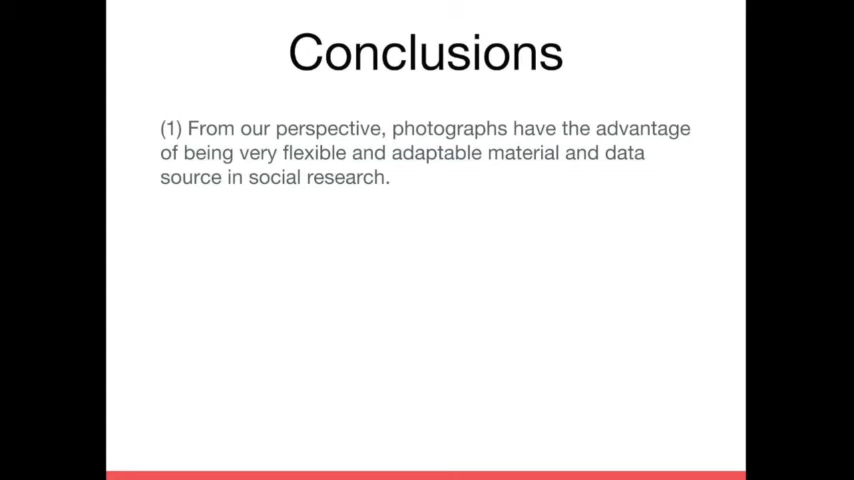 Conclusions
(1) From our perspective, photographs have the advantage
of being very flexible and adaptable material and data
source in social research.